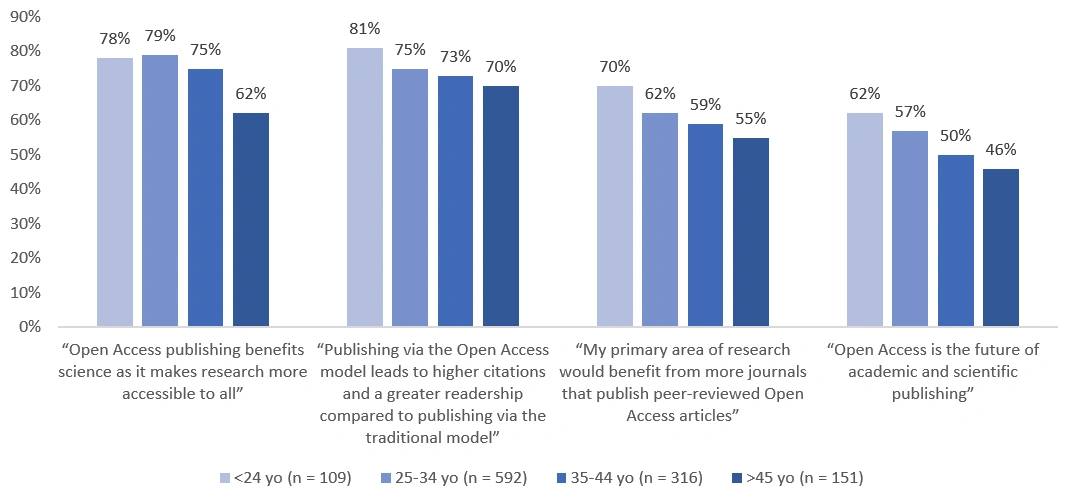 90%
80%
70%
60%
50%
40%
30%
20%
10%
0%
78%
79%
75%
62%
81%
75%
73%
70%
70%
62%
59%
55%
62%
57%
50%
46%
“Open Access publishing benefits
science as it makes research more
accessible to all”
“Publishing via the Open Access
model leads to higher citations
and a greater readership
compared to publishing via the
traditional model”
“My primary area of research
would benefit from more journals
that publish peer-reviewed Open
Access articles”
“Open Access is the future of
academic and scientific
publishing”
<24 yo (n = 109)
25-34 yo (n = 592)
35-44 yo (n = 316)
>45 yo (n = 151)